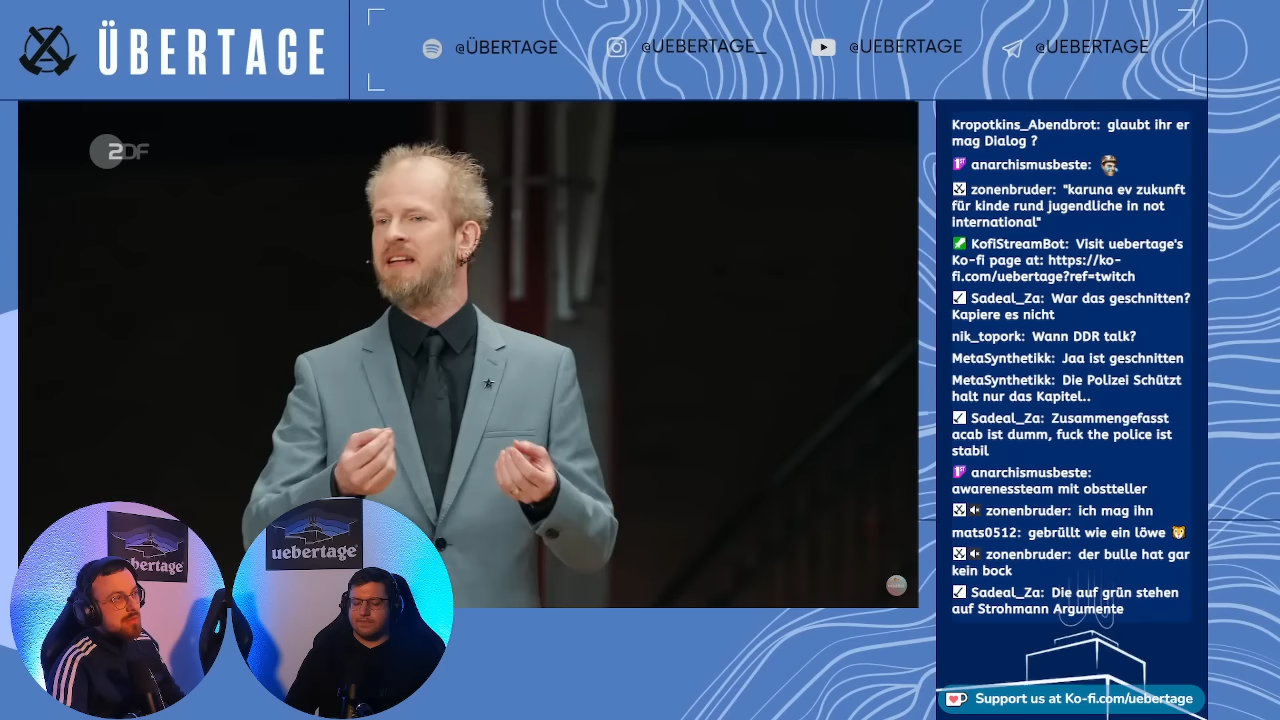 ÜBERTAGE
@ÜBERTAGE
@UEBERTAGE_
@UEBERTAGE
@UEBERTAGE
ZDF
Kropotkins_Abendbrot: glaubt ihr er
mag Dialog ?
anarchismusbeste:
zonenbruder: "karuna ev zukunft
für kinde rund jugendliche in not
international"
KofiStreamBot: Visit uebertage's
Ko-fi page at: https://ko-
fi.com/uebertage?ref=twitch
Sadeal_Za: War das geschnitten?
Kapiere es nicht
nik_topork: Wann DDR talk?
MetaSynthetikk: Jaa ist geschnitten
MetaSynthetikk: Die Polizei Schützt
halt nur das Kapitel..
Sadeal_Za: Zusammengefasst
acab ist dumm, fuck the police ist
stabil
anarchismusbeste:
awarenessteam mit obstteller
zonenbruder: ich mag ihn
mats0512: gebrüllt wie ein löwe
zonenbruder: der bulle hat gar
kein bock
Sadeal_Za: Die auf grün stehen
auf Strohmann Argumente
uebertage
Support us at Ko-fi.com/uebertage